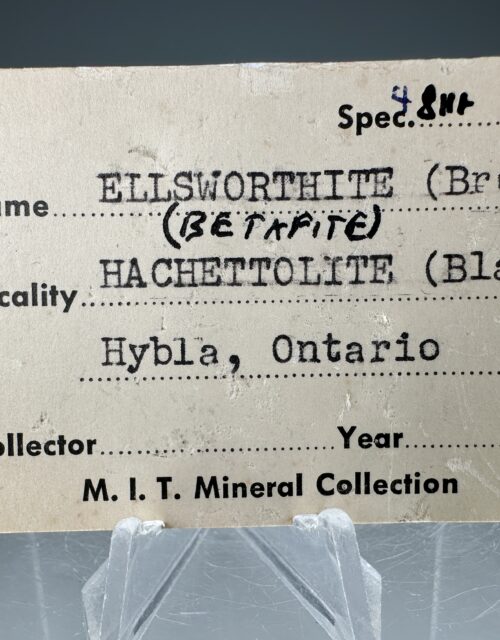 Spec.
ame ELLSWORTHITE (Br
(BETAFITE)
cality HACHETTOLITE (Bla
Hybla, Ontario
ollector Year
M. I. T. Mineral Collection